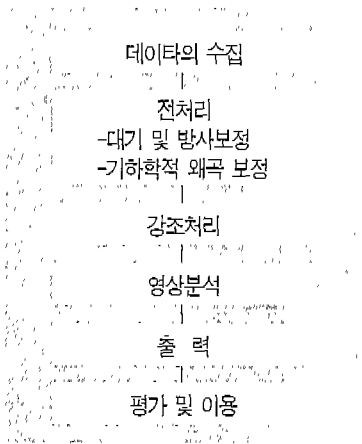 데이타의 수집
전처리
-대기 및 방사보정
-기하학적 왜곡 보정
강조처리
영상분석
출 력
평가 및 이용